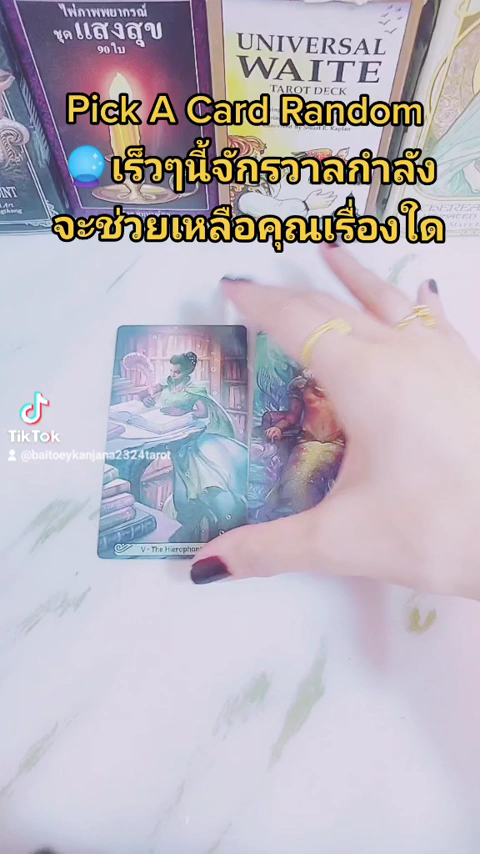 ไพ่ภาพพยากรณ์
ชุด แสงสุข
90 ใบ
UNIVERSAL
WAITE
TAROT DECK
Pick A Card Random
🔮เร็วๆนี้จักรวาลกำลัง
จะช่วยเหลือคุณเรื่องใด
TikTok
@baitoeykanjana2324tarot
V - The Hierophant